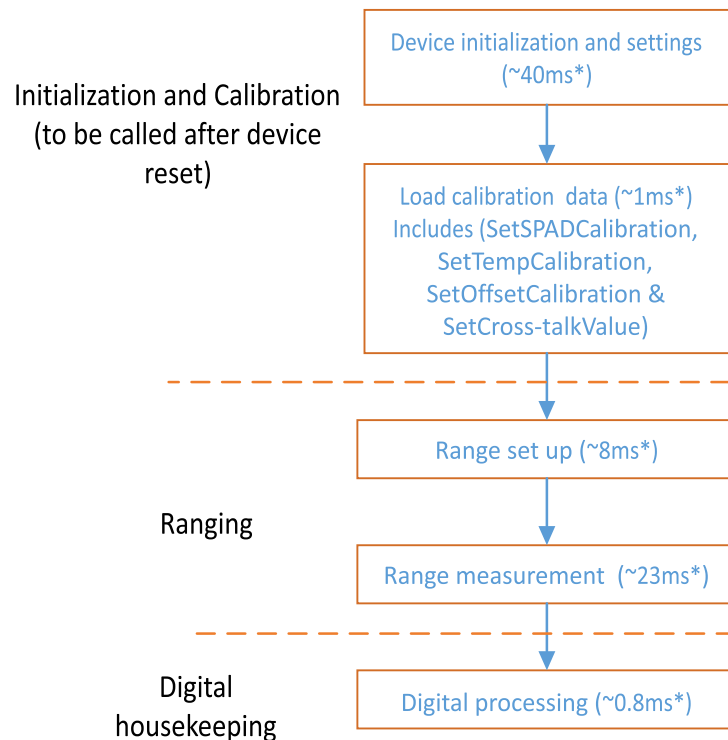 Device initialization and settings
(~40ms*)
Initialization and Calibration
(to be called after device
reset)
Load calibration data (~1ms*)
Includes (SetSPADCalibration,
SetTempCalibration,
SetOffsetCalibration &
SetCross-talkValue)
Range set up (~8ms*)
Ranging
Range measurement (~23ms*)
Digital
housekeeping
Digital processing (~0.8ms*)